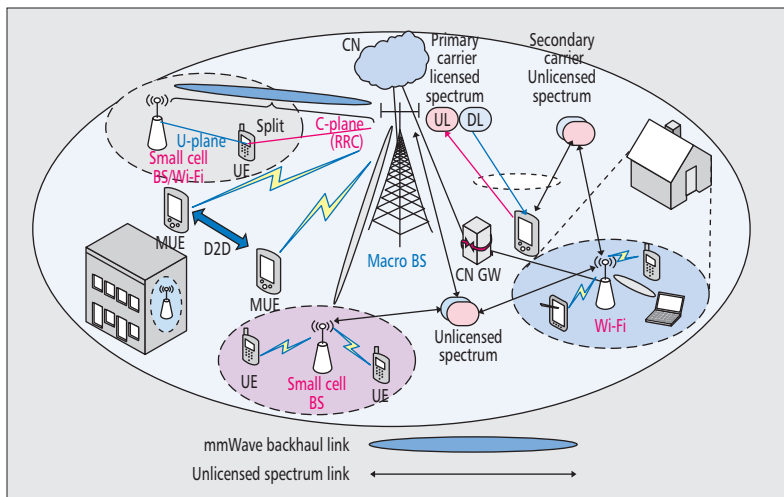 CN
Primary
carrier
licensed
spectrum
Secondary
carrier
Unlicensed
spectrum
UL
DL
Split
C-plane
(RRC)
U-plane
Small cell
BS/Wi-Fi
UE
MUE
D2D
MUE
Macro BS
CN GW
Unlicensed
spectrum
Wi-Fi
UE
Small cell
BS
UE
mmWave backhaul link
Unlicensed spectrum link